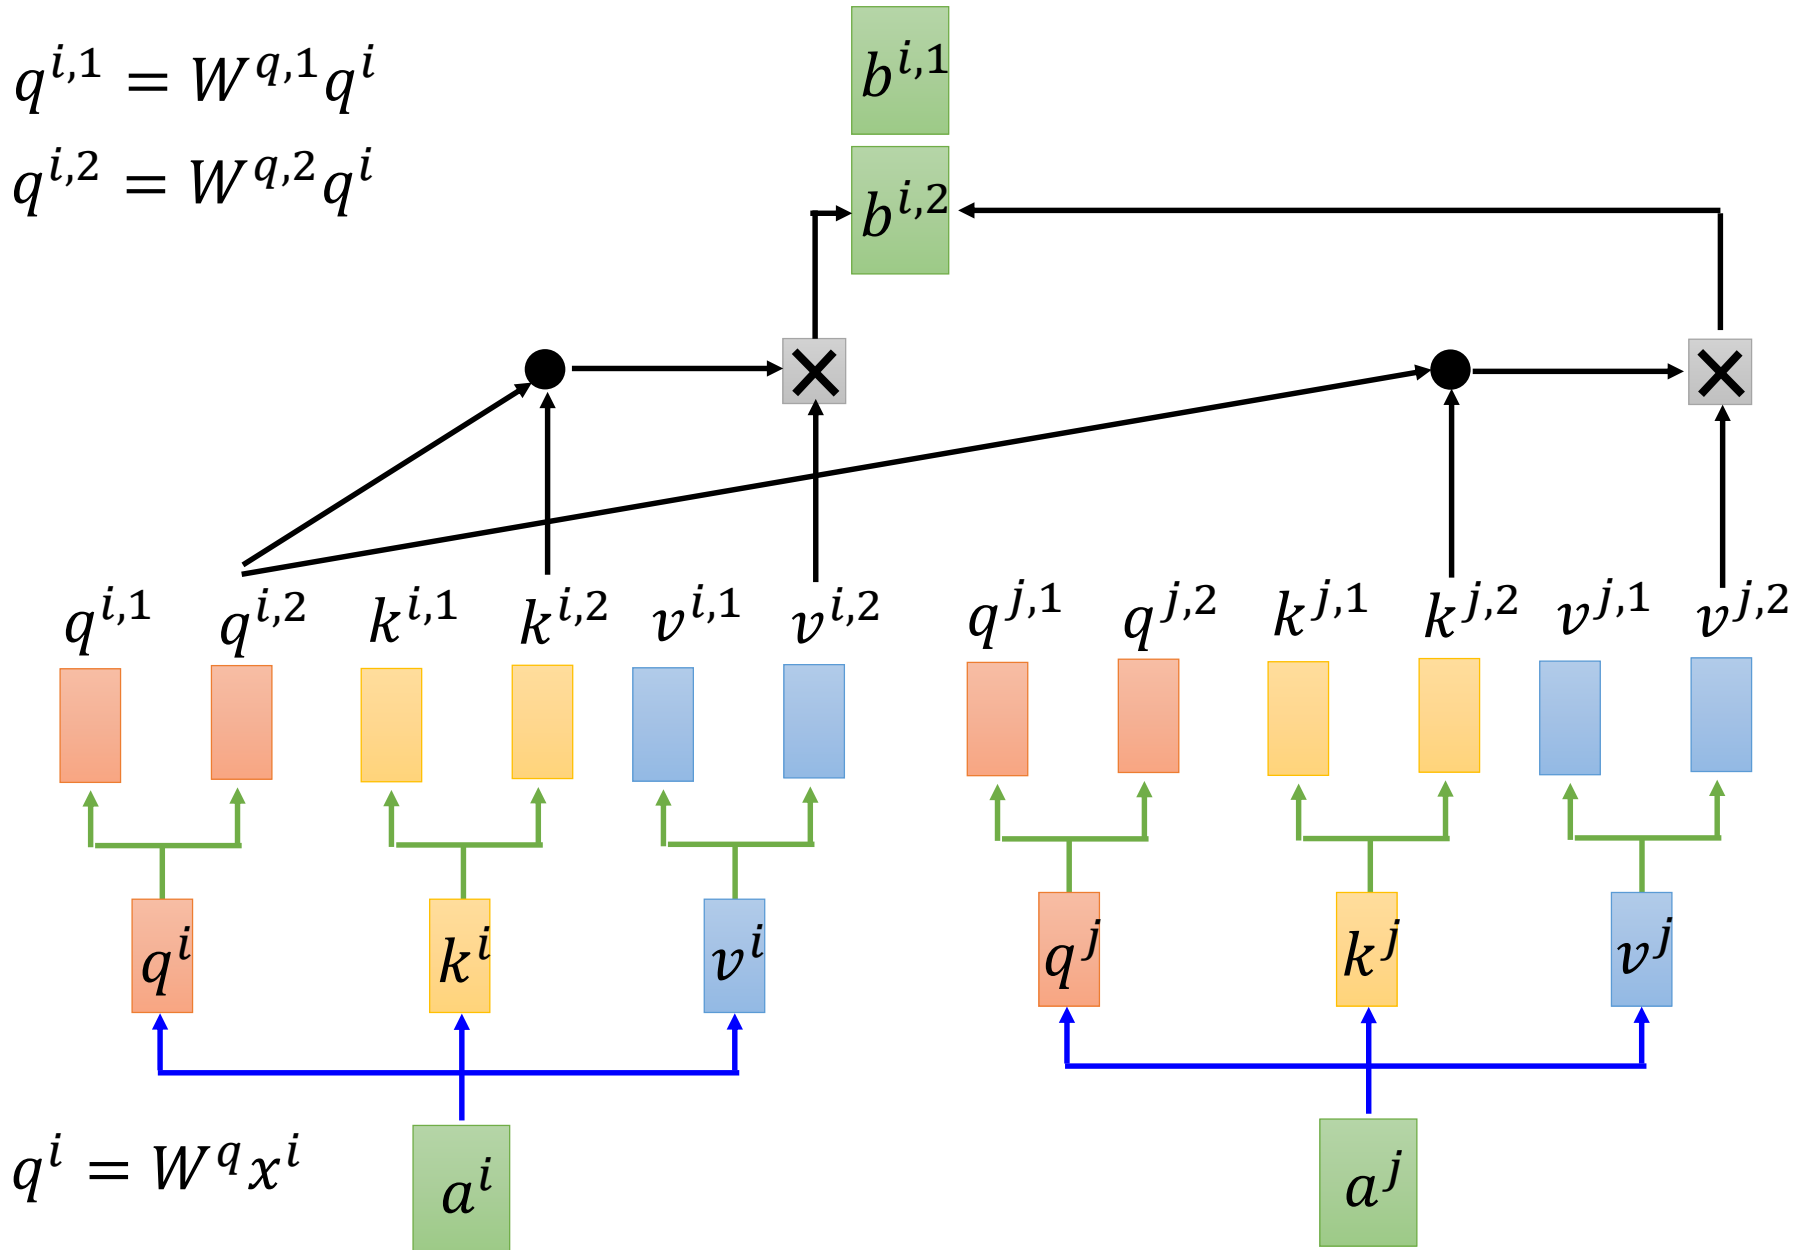 q^{i,1} = W^{q,1}q^i
q^{i,2} = W^{q,2}q^i
b^{i,1}
b^{i,2}
q^{i,1} q^{i,2} k^{i,1} k^{i,2} v^{i,1} v^{i,2} q^{j,1} q^{j,2} k^{j,1} k^{j,2} v^{j,1} v^{j,2}
q^i k^i v^i q^j k^j v^j
q^i = W^q x^i
a^i a^j